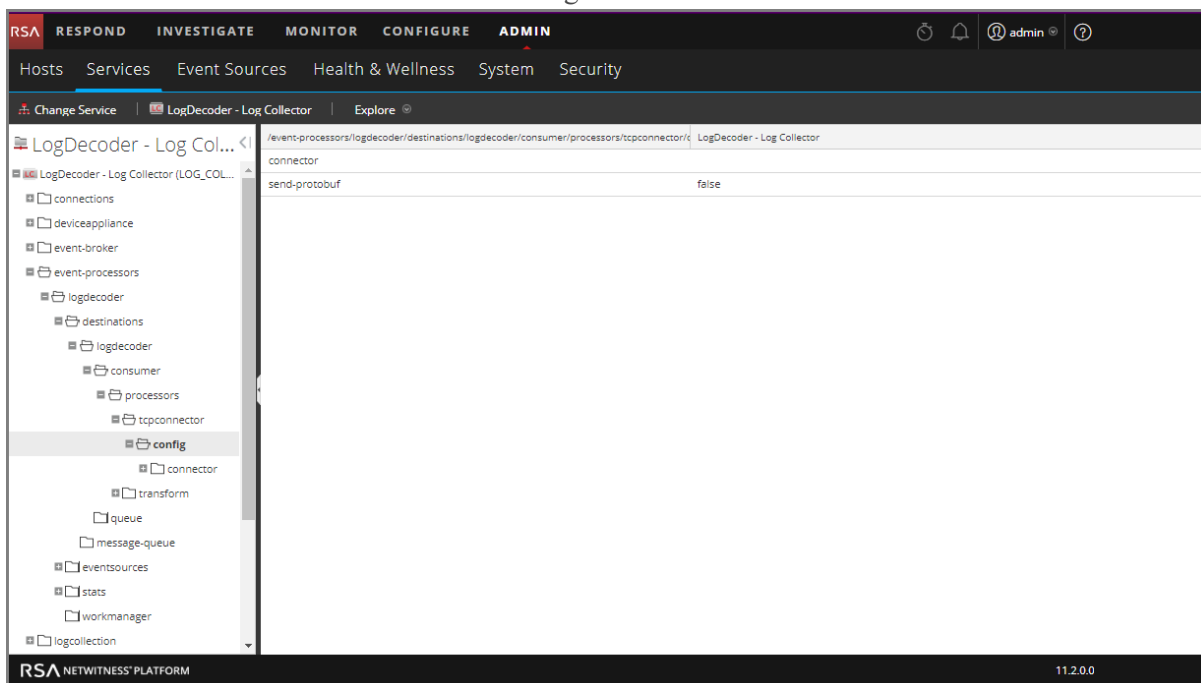 RSA RESPOND INVESTIGATE MONITOR CONFIGURE ADMIN admin ?
Hosts Services Event Sources Health & Wellness System Security
Change Service LC LogDecoder - Log Collector Explore
LogDecoder - Log Col...
/event-processors/logdecoder/destinations/logdecoder/consumer/processors/tcpconnector/c LogDecoder - Log Collector
connector
send-protobuf false
LC LogDecoder - Log Collector (LOG_COL...
connections
deviceappliance
event-broker
event-processors
logdecoder
destinations
logdecoder
consumer
processors
tcpconnector
config
connector
transform
queue
message-queue
eventsources
stats
workmanager
logcollection
RSA NETWITNESS® PLATFORM 11.2.0.0